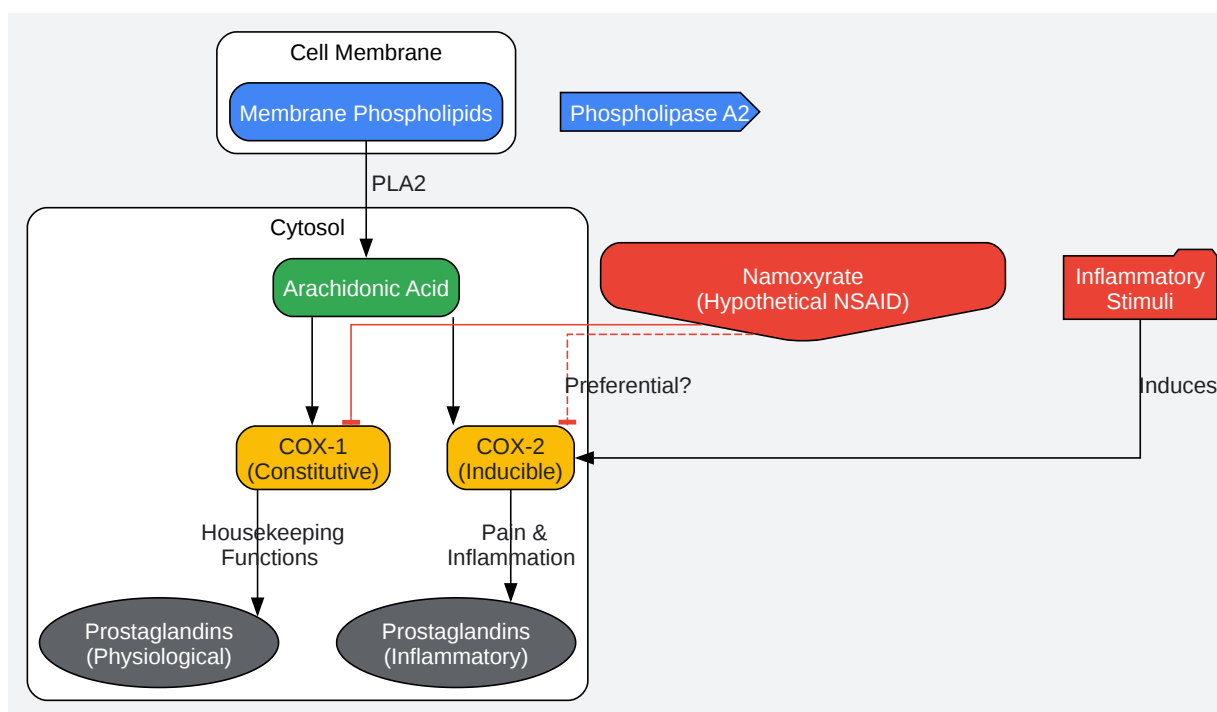 Cell Membrane
Membrane Phospholipids
Phospholipase A2
PLA2
Cytosol
Arachidonic Acid
Namoxyrate
(Hypothetical NSAID)
Inflammatory
Stimuli
Preferential?
Induces
COX-1
(Constitutive)
COX-2
(Inducible)
Housekeeping
Functions
Pain &
Inflammation
Prostaglandins
(Physiological)
Prostaglandins
(Inflammatory)